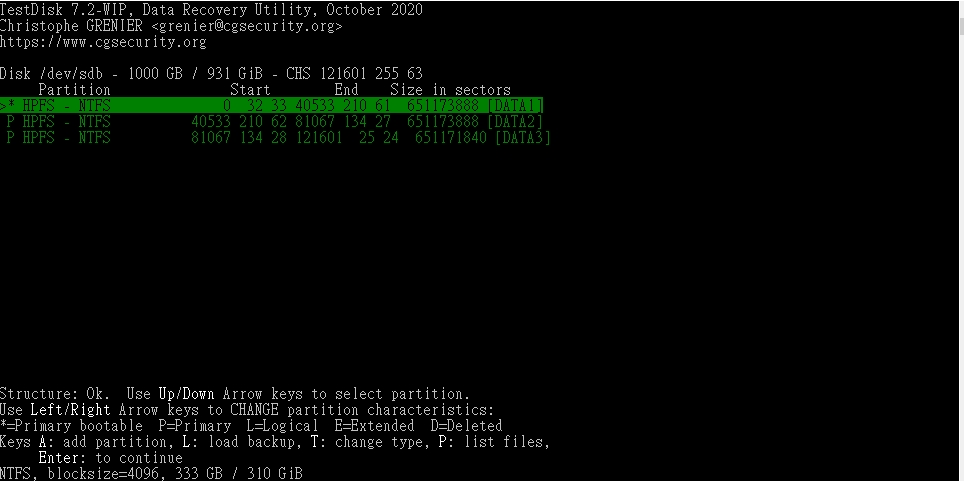 TestDisk 7.2-WIP, Data Recovery Utility, October 2020
Christophe GRENIER <grenier@cgsecurity.org>
https://www.cgsecurity.org
Disk /dev/sdb - 1000 GB / 931 GiB - CHS 121601 255 63
Partition Start End Size in sectors
>* HPFS - NTFS 0 32 33 40533 210 61 651173888 [DATA1]
P HPFS - NTFS 40533 210 62 81067 134 27 651173888 [DATA2]
P HPFS - NTFS 81067 134 28 121601 25 24 651171840 [DATA3]
Structure: Ok. Use Up/Down Arrow keys to select partition.
Use Left/Right Arrow keys to CHANGE partition characteristics:
*=Primary bootable P=Primary L=Logical E=Extended D=Deleted
Keys A: add partition, L: load backup, T: change type, P: list files,
Enter: to continue
NTFS, blocksize=4096, 333 GB / 310 GiB